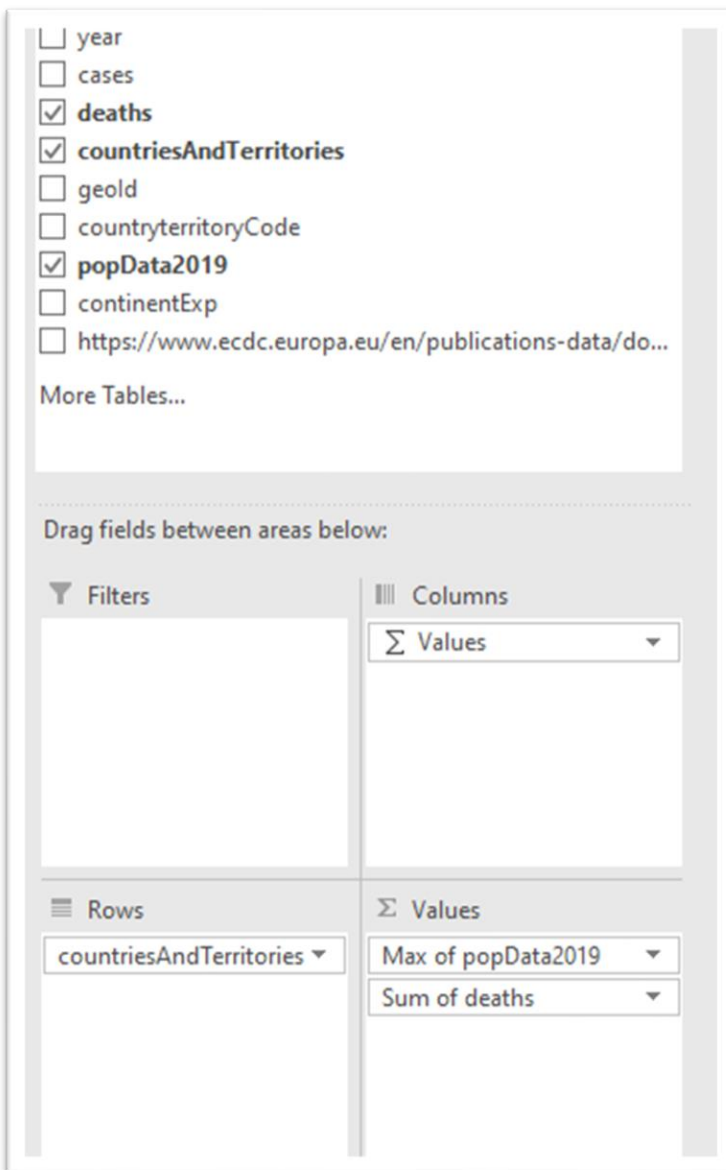 year
cases
deaths
countriesAndTerritories
geoId
countryterritoryCode
popData2019
continentExp
https://www.ecdc.europa.eu/en/publications-data/do...
More Tables...
Drag fields between areas below:
Filters
Columns
Σ Values
Rows
Σ Values
countriesAndTerritories
Max of popData2019
Sum of deaths